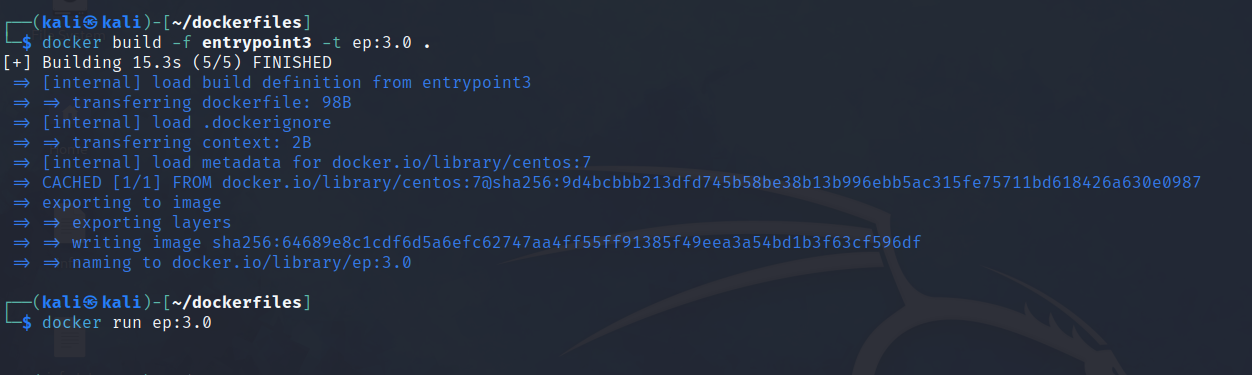 ┌──(kali㉿kali)-[~/dockerfiles]
└─$ docker build -f entrypoint3 -t ep:3.0 .
[+] Building 15.3s (5/5) FINISHED
=> [internal] load build definition from entrypoint3
=> => transferring dockerfile: 98B
=> [internal] load .dockerignore
=> => transferring context: 2B
=> [internal] load metadata for docker.io/library/centos:7
=> CACHED [1/1] FROM docker.io/library/centos:7@sha256:9d4bcbbb213dfd745b58be38b13b996ebb5ac315fe75711bd618426a630e0987
=> exporting to image
=> => exporting layers
=> => writing image sha256:64689e8c1cdf6d5a6efc62747aa4ff55ff91385f49eea3a54bd1b3f63cf596df
=> => naming to docker.io/library/ep:3.0
┌──(kali㉿kali)-[~/dockerfiles]
└─$ docker run ep:3.0